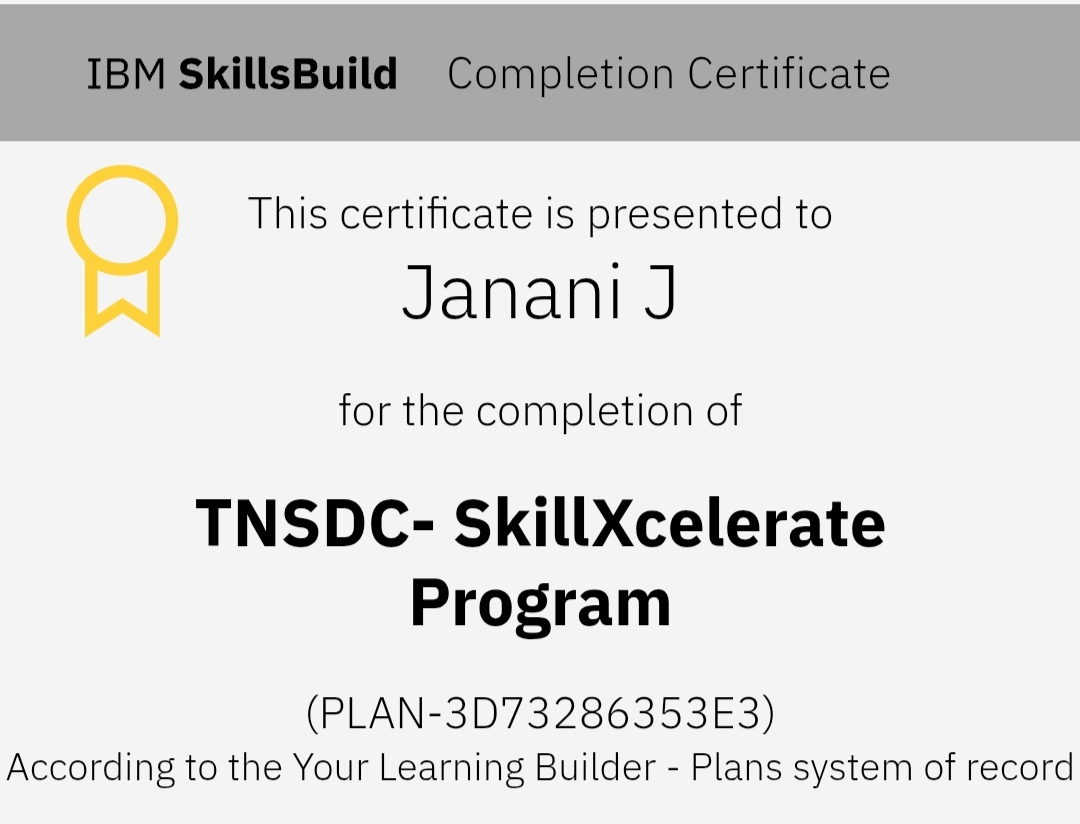 IBM SkillsBuild Completion Certificate
This certificate is presented to
Janani J
for the completion of
TNSDC- SkillXcelerate
Program
(PLAN-3D73286353E3)
According to the Your Learning Builder - Plans system of record